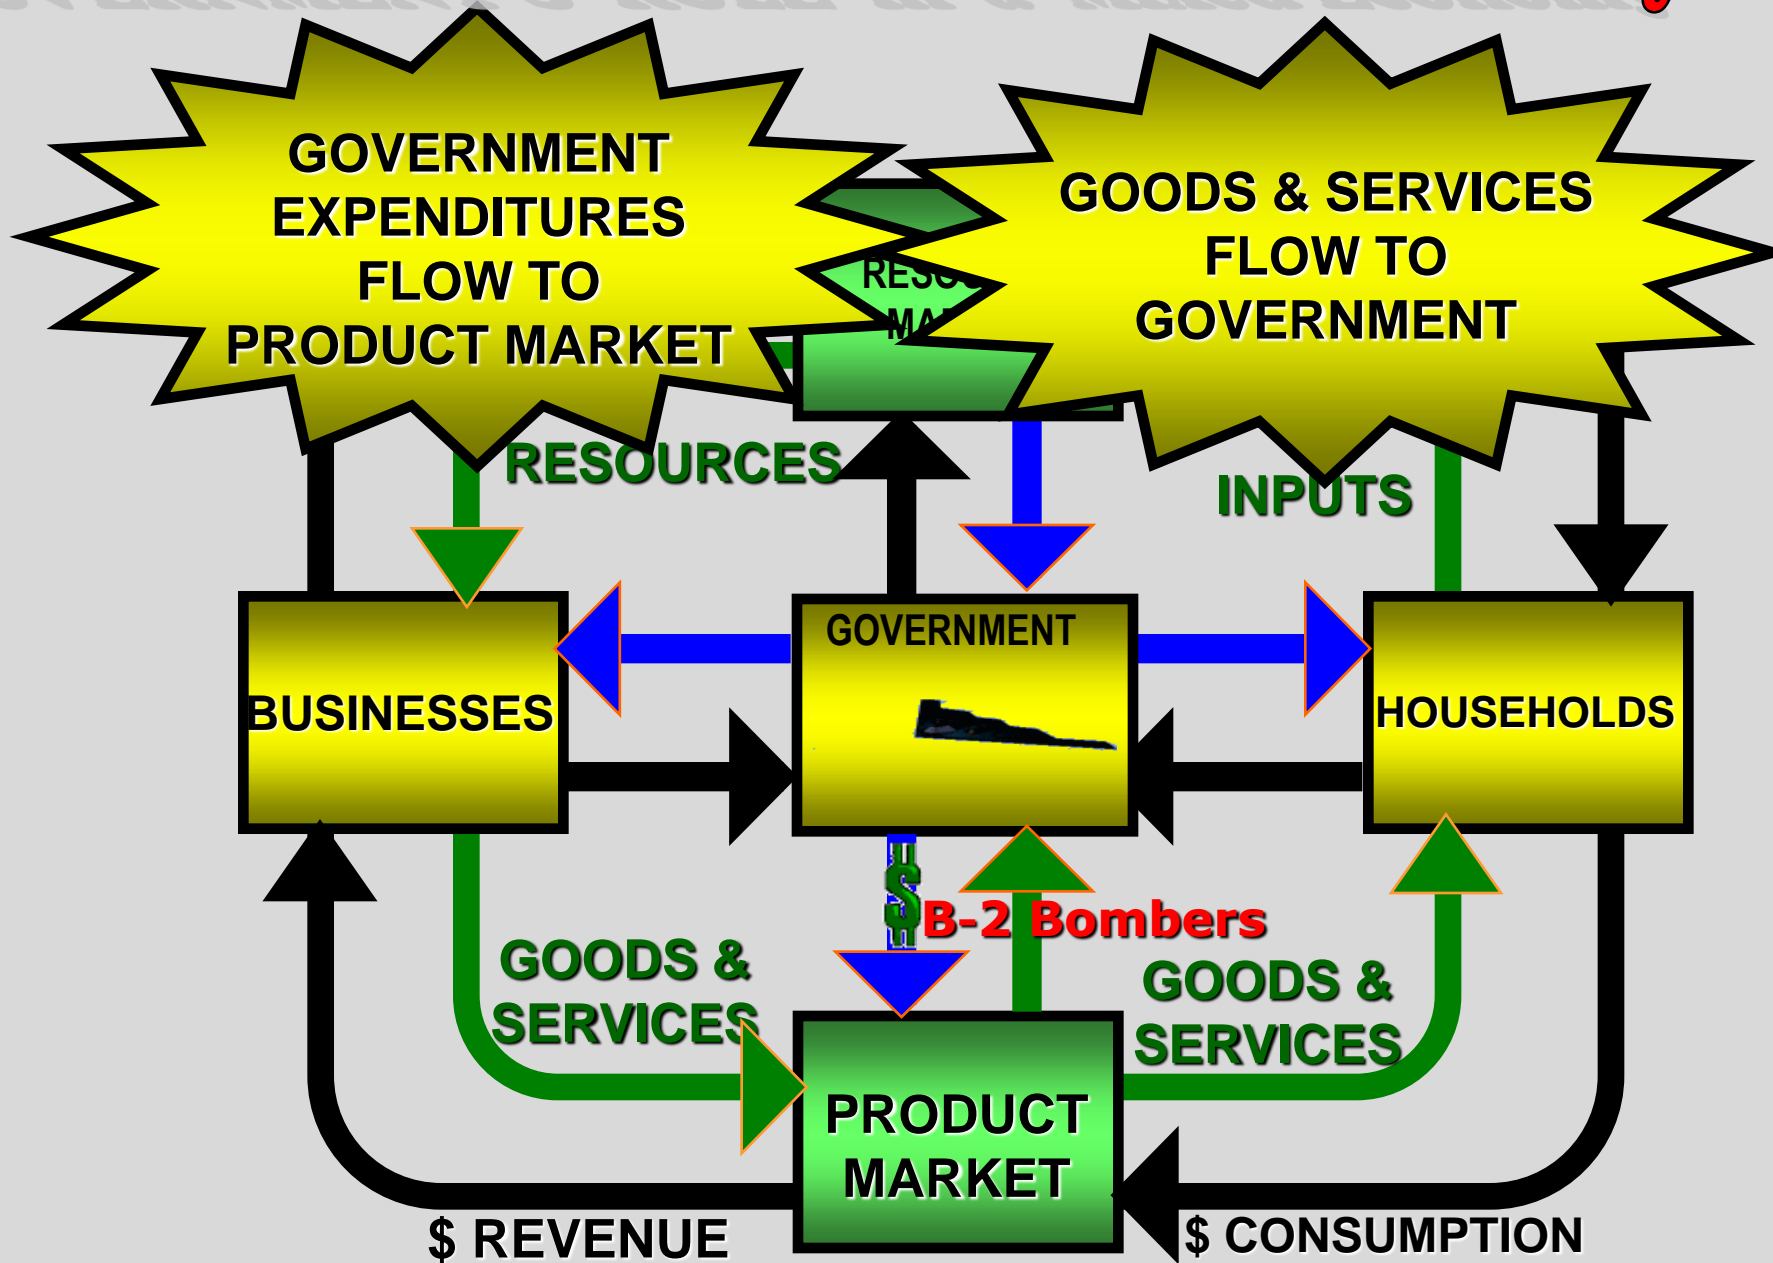 GOVERNMENT
EXPENDITURES
FLOW TO
PRODUCT MARKET
GOODS & SERVICES
FLOW TO
GOVERNMENT
RESOURCES
INPUTS
GOVERNMENT
BUSINESSES
HOUSEHOLDS
$
B-2 Bombers
GOODS &
SERVICES
GOODS &
SERVICES
PRODUCT
MARKET
$ REVENUE
$ CONSUMPTION